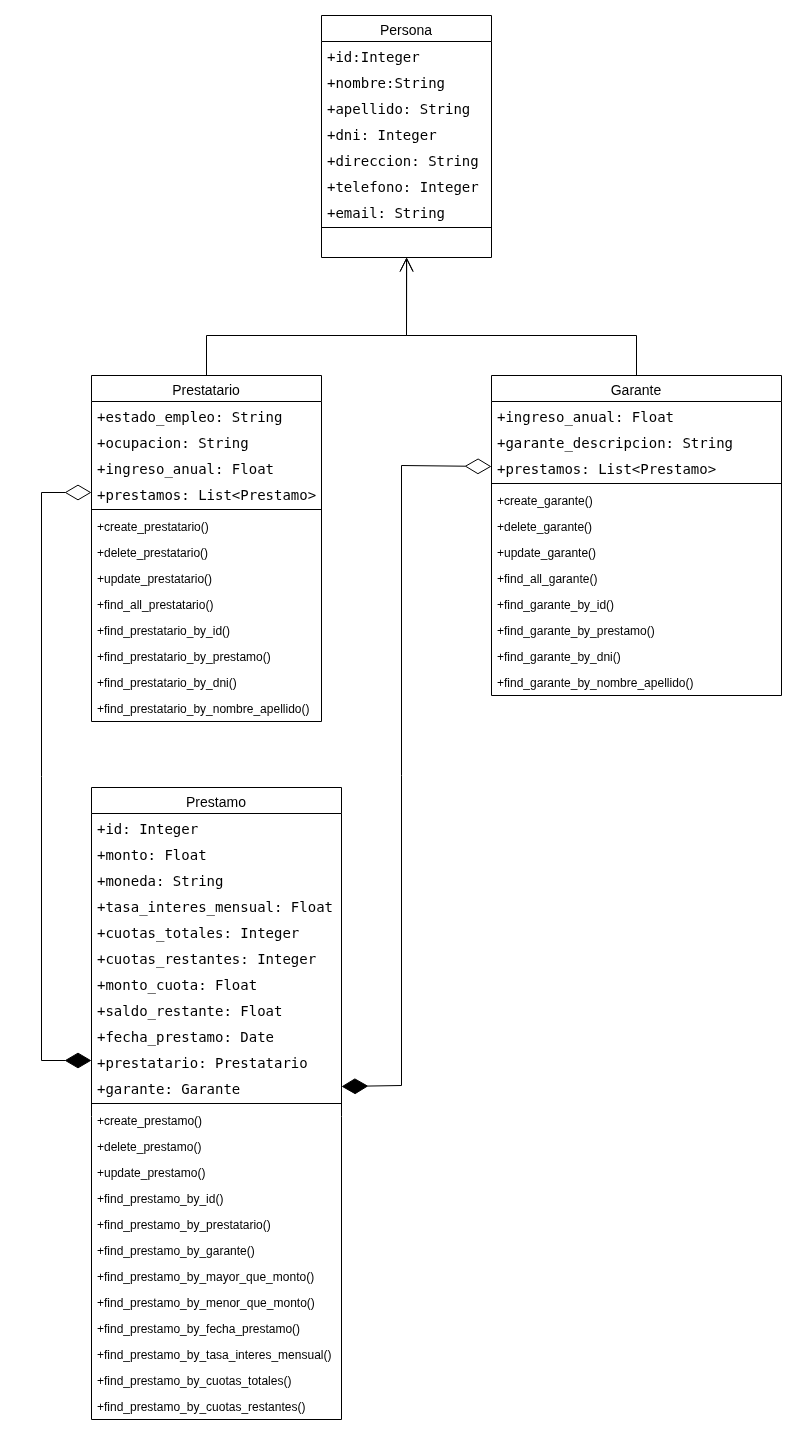 Persona
+id:Integer
+nombre:String
+apellido: String
+dni: Integer
+direccion: String
+telefono: Integer
+email: String
Prestatario
+estado_empleo: String
+ocupacion: String
+ingreso_anual: Float
+prestamos: List<Prestamo>
+create_prestatario()
+delete_prestatario()
+update_prestatario()
+find_all_prestatario()
+find_prestatario_by_id()
+find_prestatario_by_prestamo()
+find_prestatario_by_dni()
+find_prestatario_by_nombre_apellido()
Garante
+ingreso_anual: Float
+garante_descripcion: String
+prestamos: List<Prestamo>
+create_garante()
+delete_garante()
+update_garante()
+find_all_garante()
+find_garante_by_id()
+find_garante_by_prestamo()
+find_garante_by_dni()
+find_garante_by_nombre_apellido()
Prestamo
+id: Integer
+monto: Float
+moneda: String
+tasa_interes_mensual: Float
+cuotas_totales: Integer
+cuotas_restantes: Integer
+monto_cuota: Float
+saldo_restante: Float
+fecha_prestamo: Date
+prestatario: Prestatario
+garante: Garante
+create_prestamo()
+delete_prestamo()
+update_prestamo()
+find_prestamo_by_id()
+find_prestamo_by_prestatario()
+find_prestamo_by_garante()
+find_prestamo_by_mayor_que_monto()
+find_prestamo_by_menor_que_monto()
+find_prestamo_by_fecha_prestamo()
+find_prestamo_by_tasa_interes_mensual()
+find_prestamo_by_cuotas_totales()
+find_prestamo_by_cuotas_restantes()